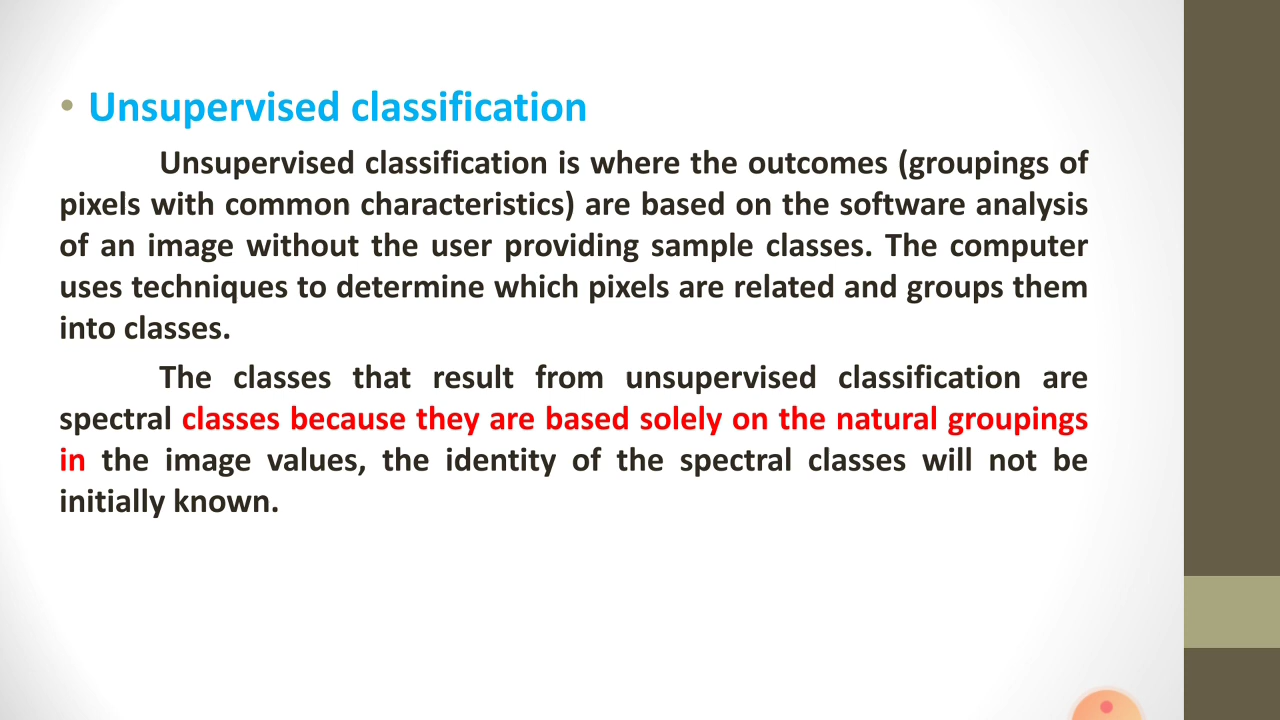 • Unsupervised classification
Unsupervised classification is where the outcomes (groupings of
pixels with common characteristics) are based on the software analysis
of an image without the user providing sample classes. The computer
uses techniques to determine which pixels are related and groups them
into classes.
The classes that result from unsupervised classification are
spectral classes because they are based solely on the natural groupings
in the image values, the identity of the spectral classes will not be
initially known.